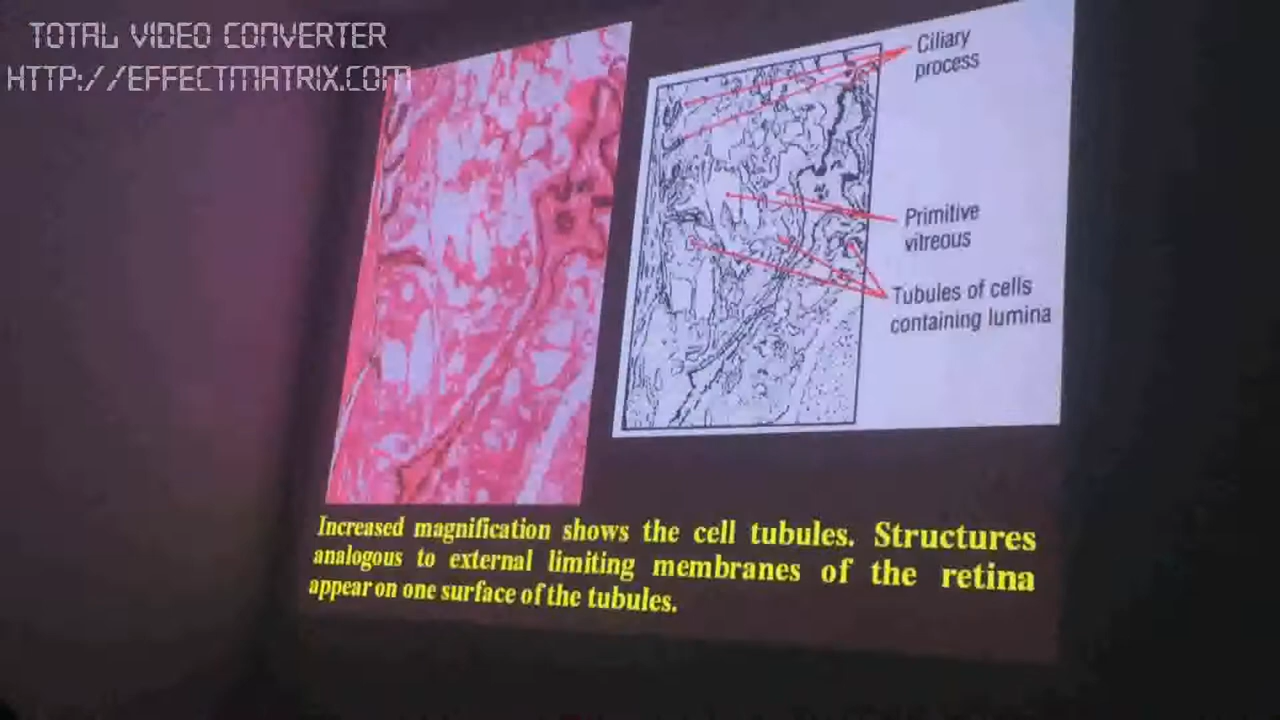 TOTAL VIDEO CONVERTER
HTTP://EFFECTMATRIX.COM
Ciliary
process
Primitive
vitreous
Tubules of cells
containing lumina
Increased magnification shows the cell tubules. Structures
analogous to external limiting membranes of the retina
appear on one surface of the tubules.